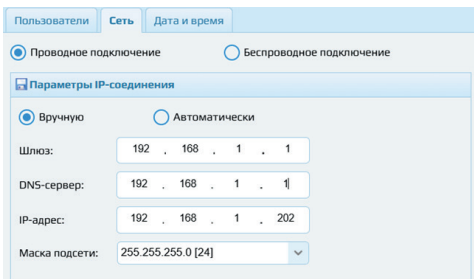 Пользователи Сеть Дата и время
Проводное подключение Беспроводное подключение
Параметры IP-соединения
Вручную Автоматически
Шлюз: 192 . 168 . 1 . 1
DNS-сервер: 192 . 168 . 1 . 1
IP-адрес: 192 . 168 . 1 . 202
Маска подсети: 255.255.255.0 [24]